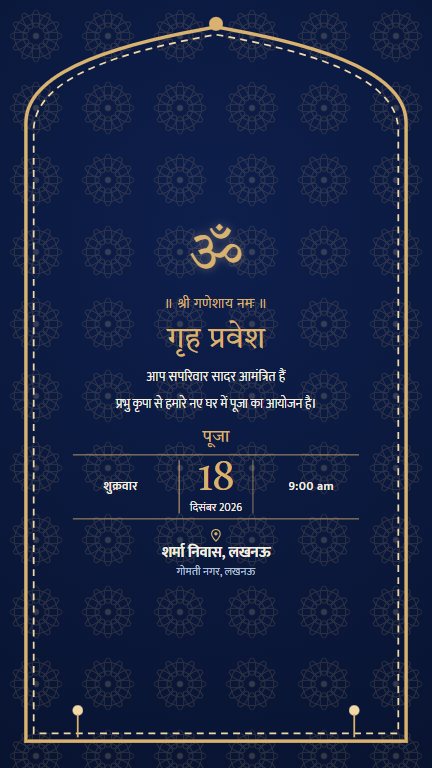 ॐ
॥ श्री गणेशाय नमः ॥
गृह प्रवेश
आप सपरिवार सादर आमंत्रित हैं
प्रभु कृपा से हमारे नए घर में पूजा का आयोजन है।
पूजा
शुक्रवार
18
दिसंबर 2026
9:00 am
शर्मा निवास, लखनऊ
गोमती नगर, लखनऊ